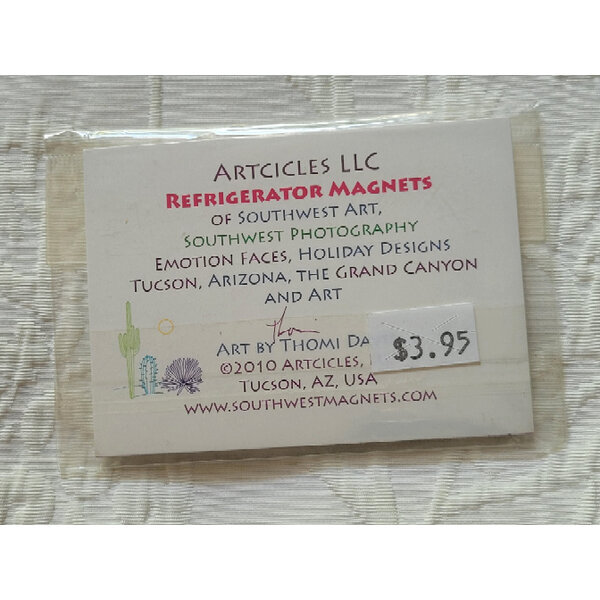 ARTCICLES LLC
REFRIGERATOR MAGNETS
OF SOUTHWEST ART,
SOUTHWEST PHOTOGRAPHY
EMOTION FACES, HOLIDAY DESIGNS
TUCSON, ARIZONA, THE GRAND CANYON
AND ART
ART BY THOMI
$3.95
©2010 ARTCICLES,
TUCSON, AZ, USA
WWW.SOUTHWESTMAGNETS.COM